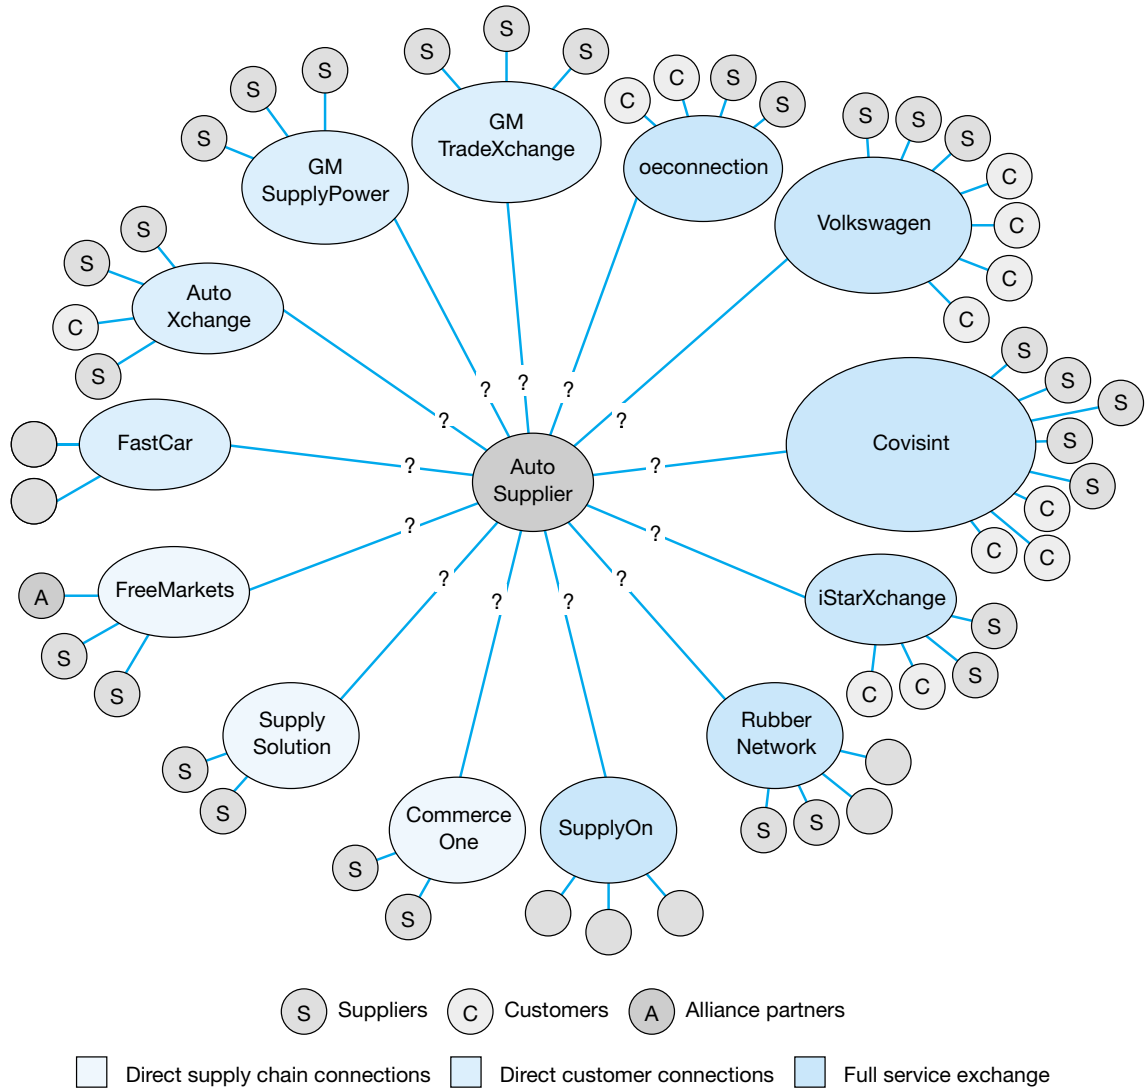 S
S
S
GM
TradeXchange
S
S
S
GM
SupplyPower
C
C
S
S
oeconnection
S
S
S
C
C
C
C
Volkswagen
S
S
C
S
Auto
Xchange
S
S
S
S
S
C
C
C
Covisint
FastCar
?
?
?
?
?
?
?
?
?
?
?
?
?
Auto
Supplier
A
S
S
FreeMarkets
iStarXchange
S
S
C
C
Supply
Solution
S
S
Rubber
Network
S
S
Commerce
One
S
S
SupplyOn
S Suppliers C Customers A Alliance partners
Direct supply chain connections Direct customer connections Full service exchange